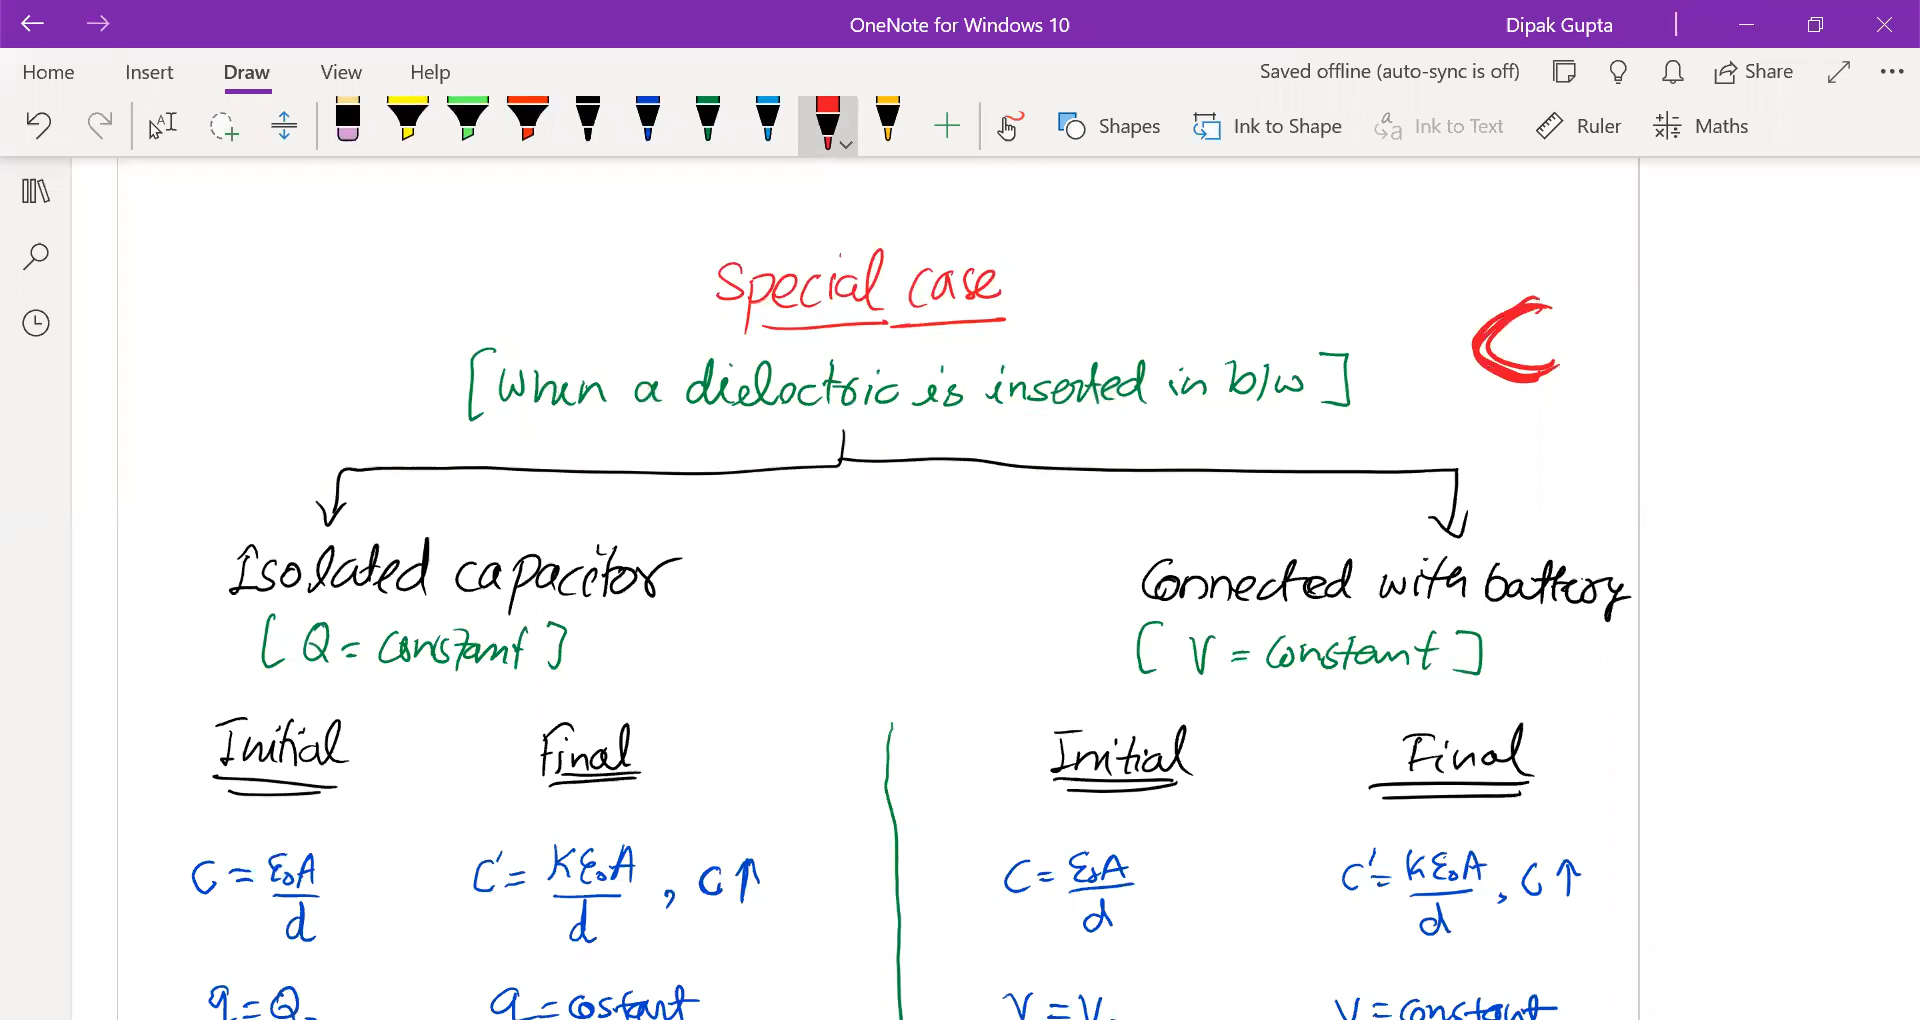 OneNote for Windows 10
Dipak Gupta
Home Insert Draw View Help
Saved offline (auto-sync is off) Share
Shapes Ink to Shape Ink to Text Ruler Maths
Special case
[When a dielectric is inserted in b/w]
C
Isolated capacitor
[Q = constant]
Connected with battery
[V = constant]
Initial Final
Initial Final
C = ε₀A/d C' = Kε₀A/d, C↑
C = ε₀A/d C' = Kε₀A/d, C↑
q = Q q = costant
V = V V = constant